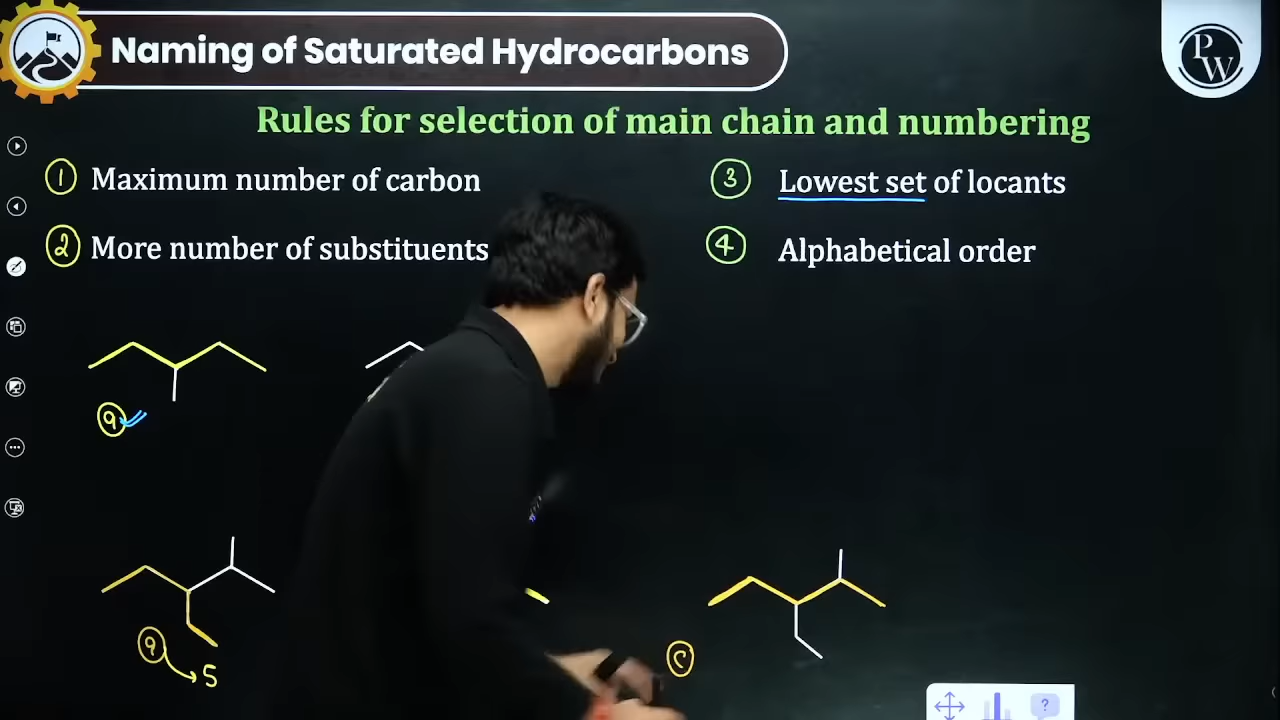 Naming of Saturated Hydrocarbons
PW
Rules for selection of main chain and numbering
1 Maximum number of carbon
3 Lowest set of locants
2 More number of substituents
4 Alphabetical order
a
a
5
c
?